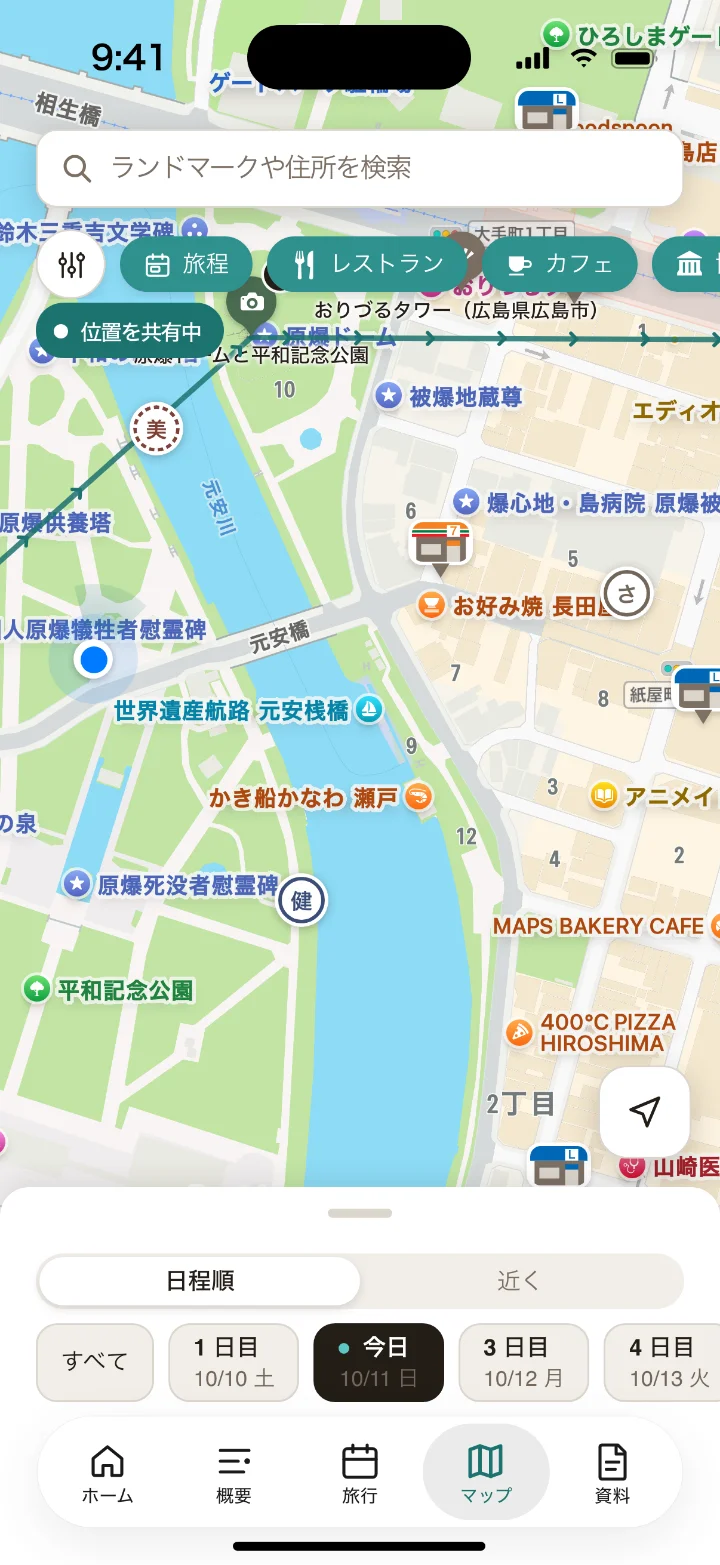 9:41
ひろしまゲート
相生橋
ランドマークや住所を検索
島店
鈴木三重吉文学碑
大手町1丁目
旅程
レストラン
カフェ
おりづるタワー（広島県広島市）
位置を共有中
原爆ドーム
ムと平和記念公園
1
10
被爆地蔵尊
エディオ
美
元安川
6
爆心地・島病院 原爆被
原爆供養塔
7
5
さ
お好み焼 長田屋
人原爆犠牲者慰霊碑
元安橋
7
8
紙屋町
L
世界遺産航路 元安桟橋
9
かき船かなわ 瀬戸
3
アニメイ
の泉
12
4
2
原爆死没者慰霊碑
健
MAPS BAKERY CAFE
平和記念公園
400°C PIZZA
HIROSHIMA
2丁目
L
山崎医
日程順
近く
すべて
1 日目
10/10 土
今日
10/11 日
3 日目
10/12 月
4 日目
10/13 火
ホーム
概要
旅行
マップ
資料